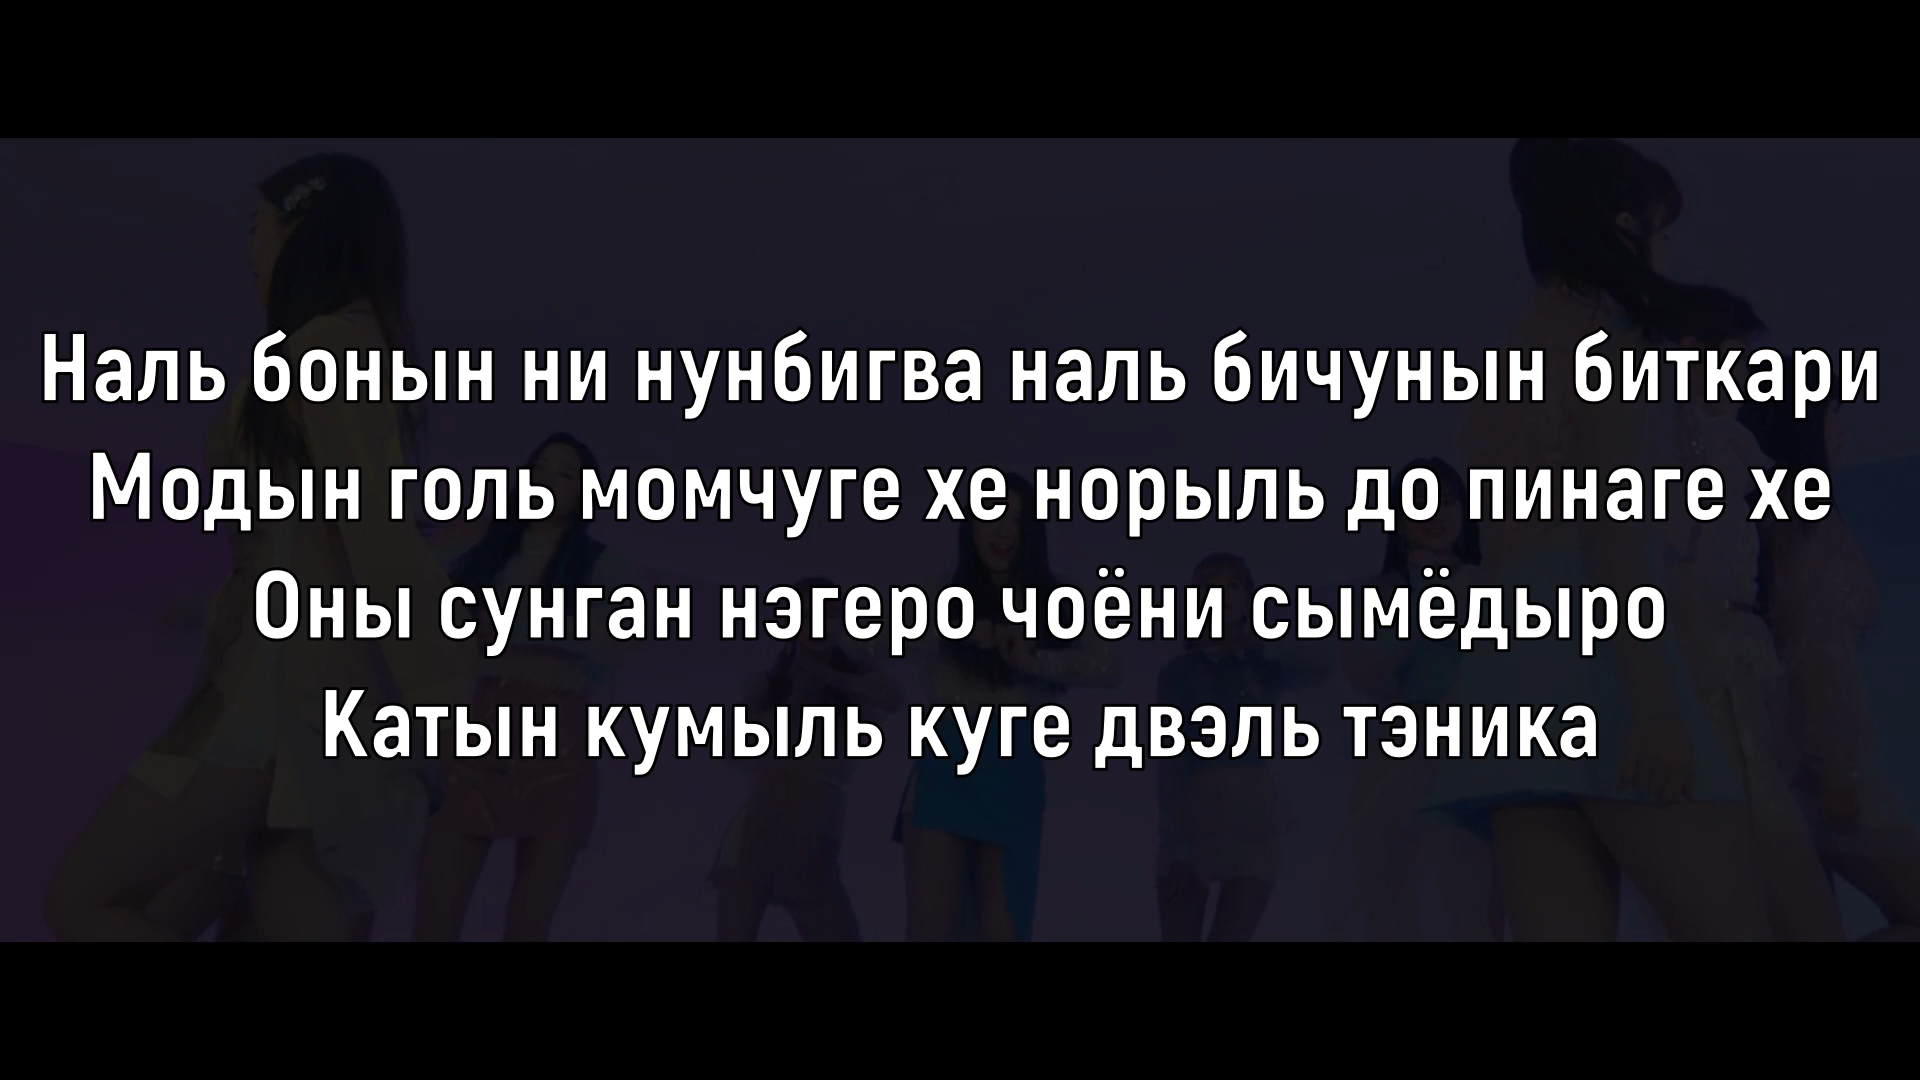 Наль бонын ни нунбигва наль бичунын биткари
Модын голь момчуге хе норыль до пинаге хе
Оны сунган нэгеро чоёни сымёдыро
Катын кумыль куге двэль тэника